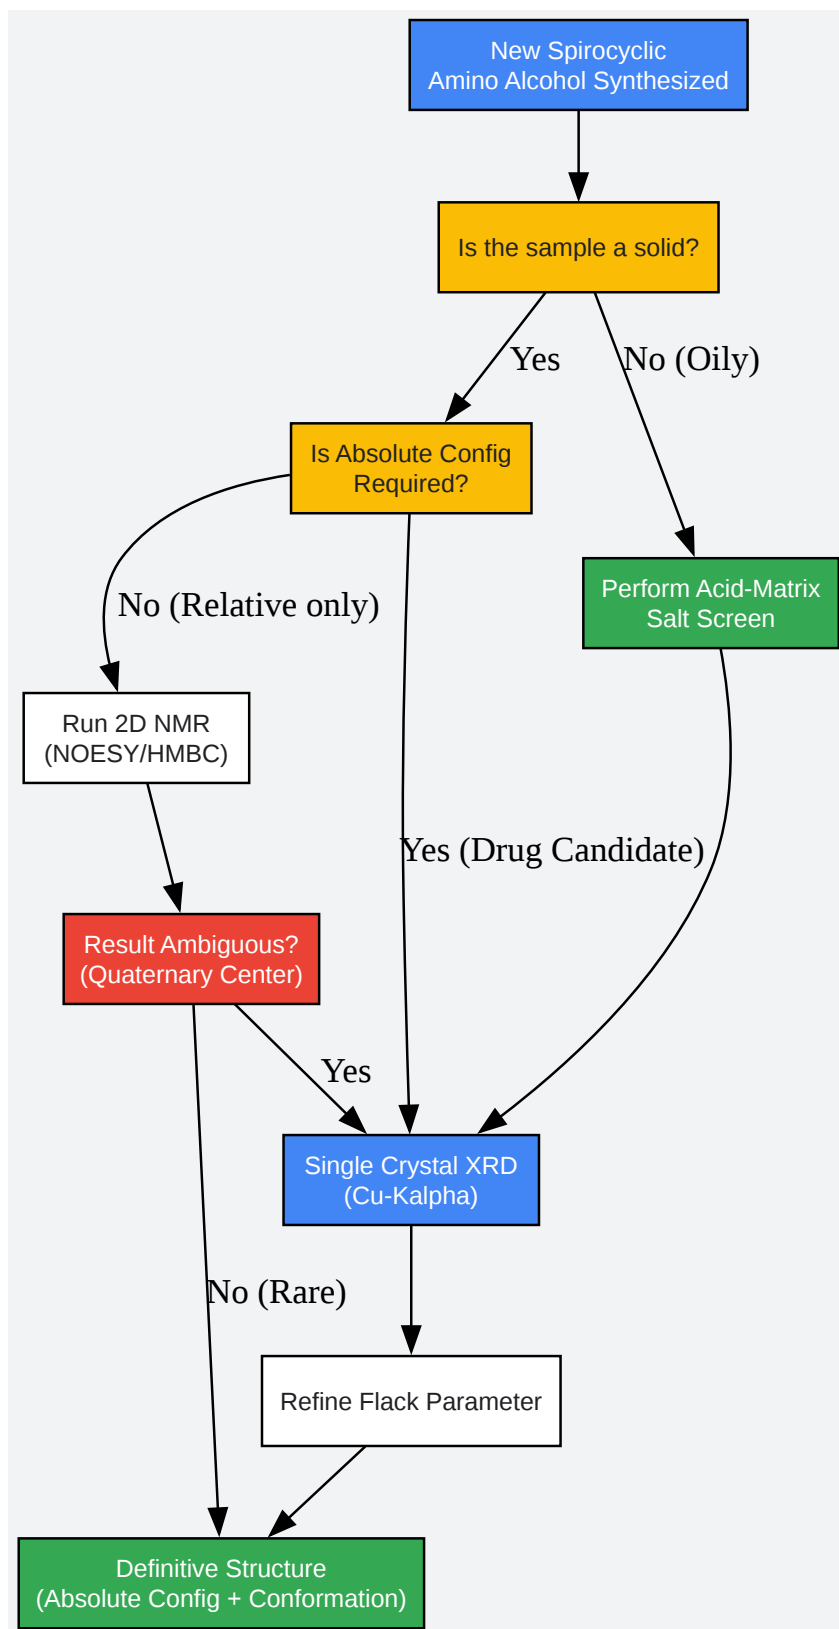 New Spirocyclic
Amino Alcohol Synthesized
Is the sample a solid?
Yes
No (Oily)
Is Absolute Config
Required?
Perform Acid-Matrix
Salt Screen
No (Relative only)
Run 2D NMR
(NOESY/HMBC)
Yes (Drug Candidate)
Result Ambiguous?
(Quaternary Center)
Yes
Single Crystal XRD
(Cu-Kalpha)
No (Rare)
Refine Flack Parameter
Definitive Structure
(Absolute Config + Conformation)